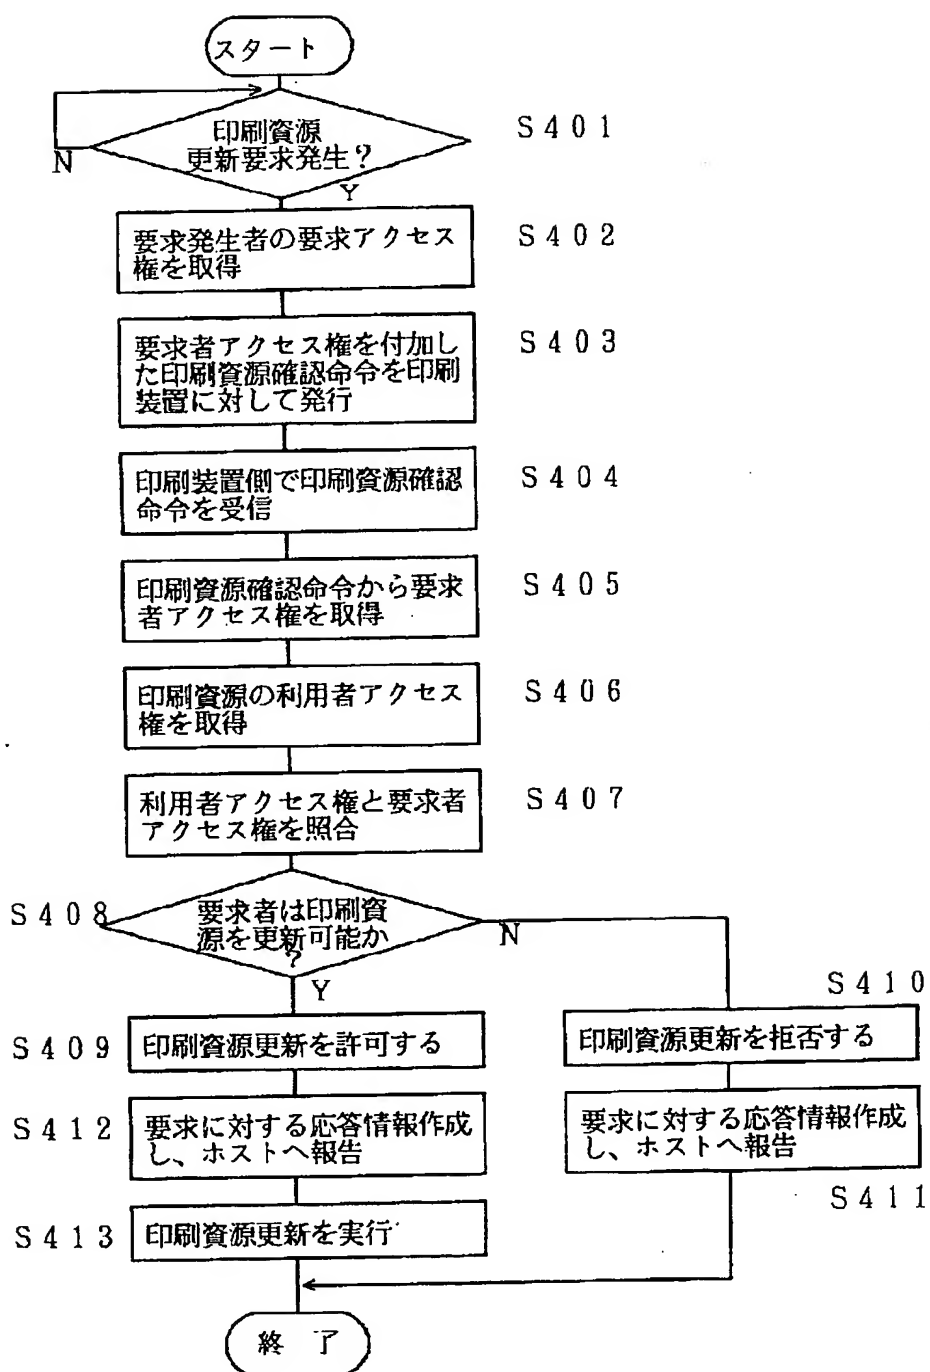 スタート
印刷資源
更新要求発生?
S401
N
Y
要求発生者の要求アクセス
権を取得
S402
要求者アクセス権を付加し
た印刷資源確認命令を印刷
装置に対して発行
S403
印刷装置側で印刷資源確認
命令を受信
S404
印刷資源確認命令から要求
者アクセス権を取得
S405
印刷資源の利用者アクセス
権を取得
S406
利用者アクセス権と要求者
アクセス権を照合
S407
S408
要求者は印刷資
源を更新可能か
?
N
Y
S410
S409
印刷資源更新を許可する
印刷資源更新を拒否する
S412
要求に対する応答情報作成
し、ホストへ報告
要求に対する応答情報作成
し、ホストへ報告
S411
S413
印刷資源更新を実行
終 了